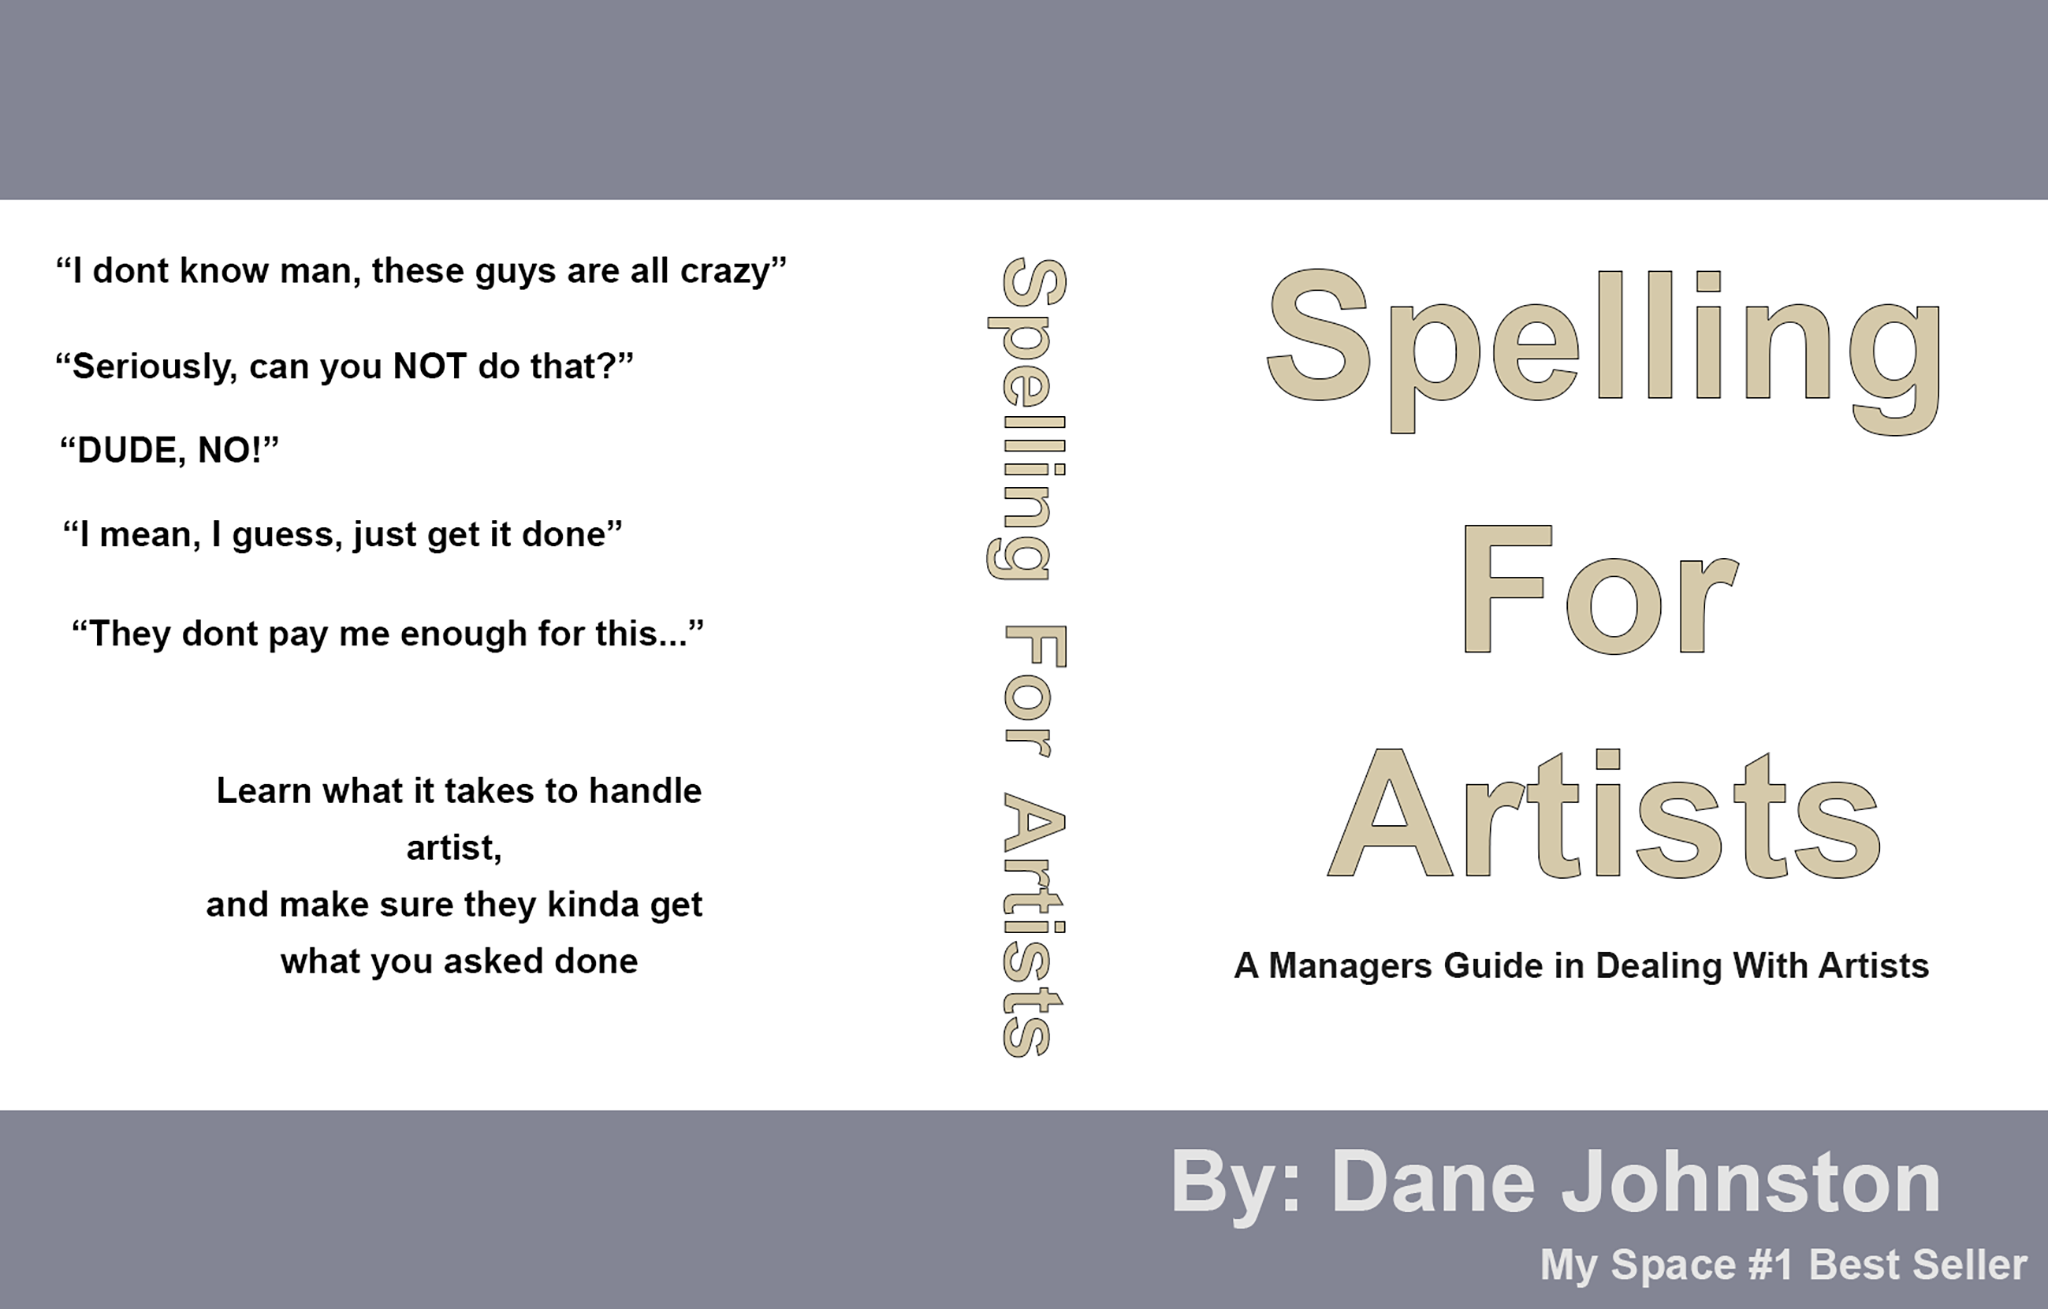 “I dont know man, these guys are all crazy”
“Seriously, can you NOT do that?”
“DUDE, NO!”
“I mean, I guess, just get it done”
“They dont pay me enough for this...”
Learn what it takes to handle
artist,
and make sure they kinda get
what you asked done
Spelling For Artists
Spelling
For
Artists
A Managers Guide in Dealing With Artists
By: Dane Johnston
My Space #1 Best Seller